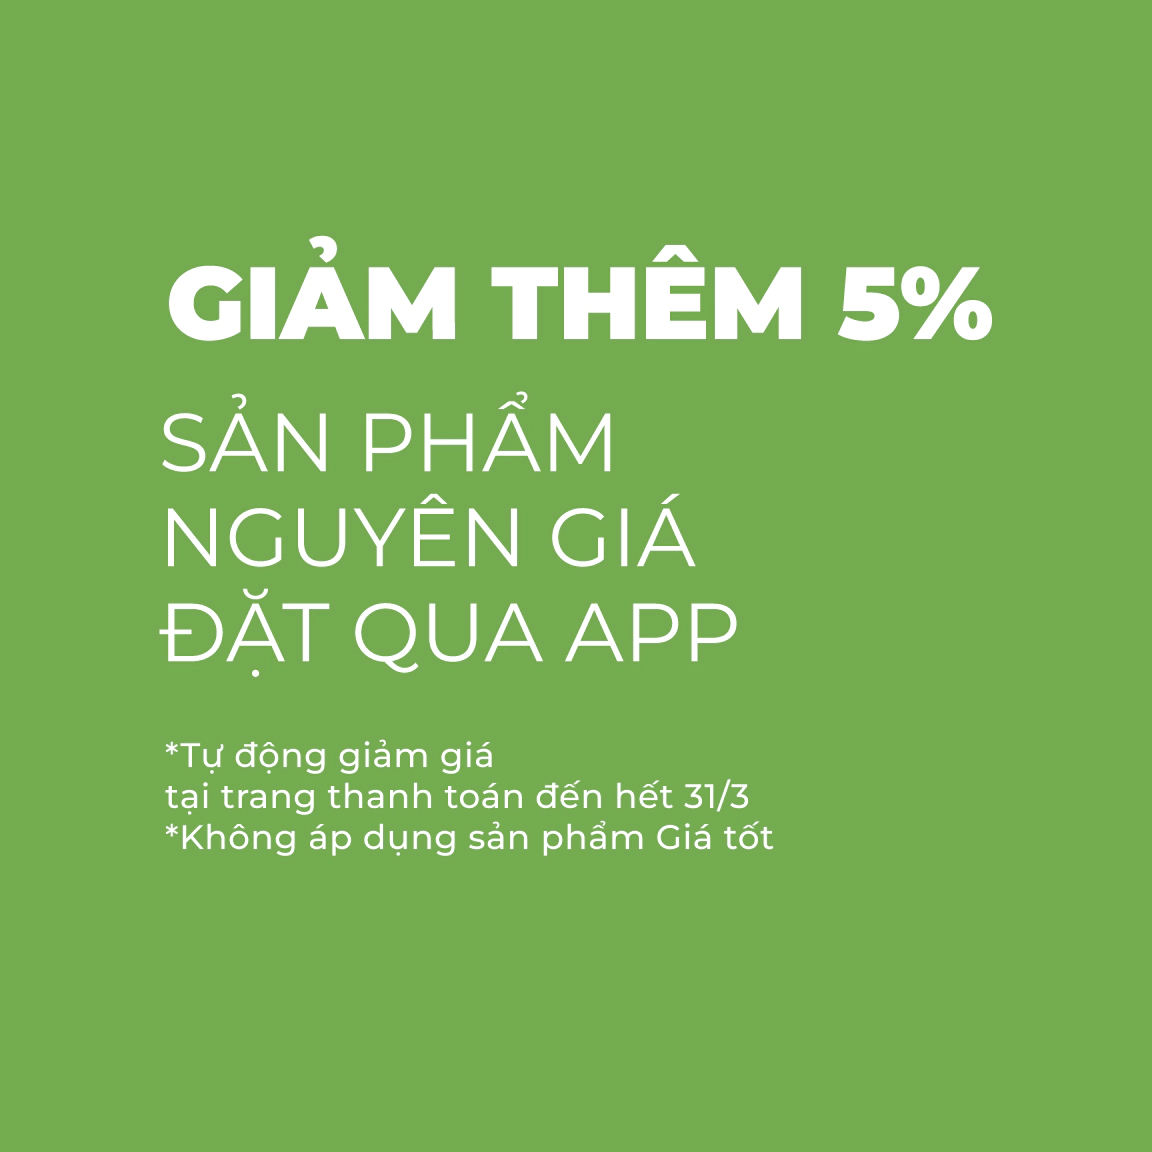 GIẢM THÊM 5%
SẢN PHẨM
NGUYÊN GIÁ
ĐẶT QUA APP
*Tự động giảm giá
tại trang thanh toán đến hết 31/3
*Không áp dụng sản phẩm Giá tốt